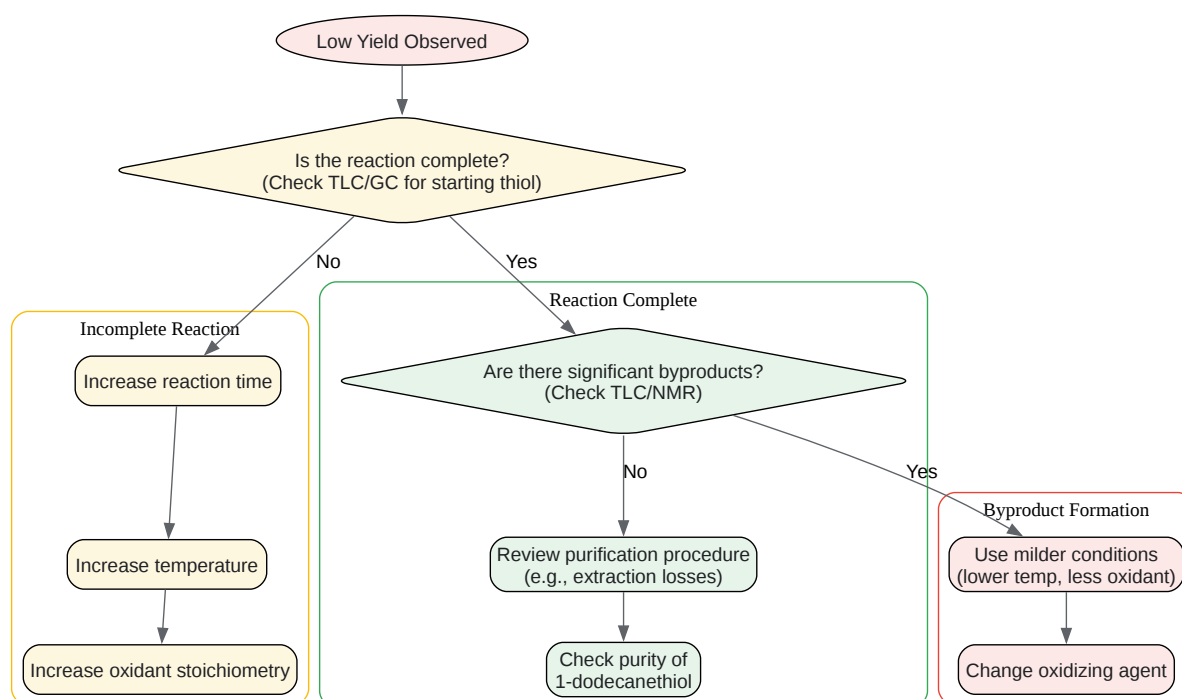 Low Yield Observed
Is the reaction complete?
(Check TLC/GC for starting thiol)
No
Yes
Reaction Complete
Incomplete Reaction
Increase reaction time
Are there significant byproducts?
(Check TLC/NMR)
No
Yes
Byproduct Formation
Increase temperature
Review purification procedure
(e.g., extraction losses)
Use milder conditions
(lower temp, less oxidant)
Increase oxidant stoichiometry
Check purity of
1-dodecanethiol
Change oxidizing agent